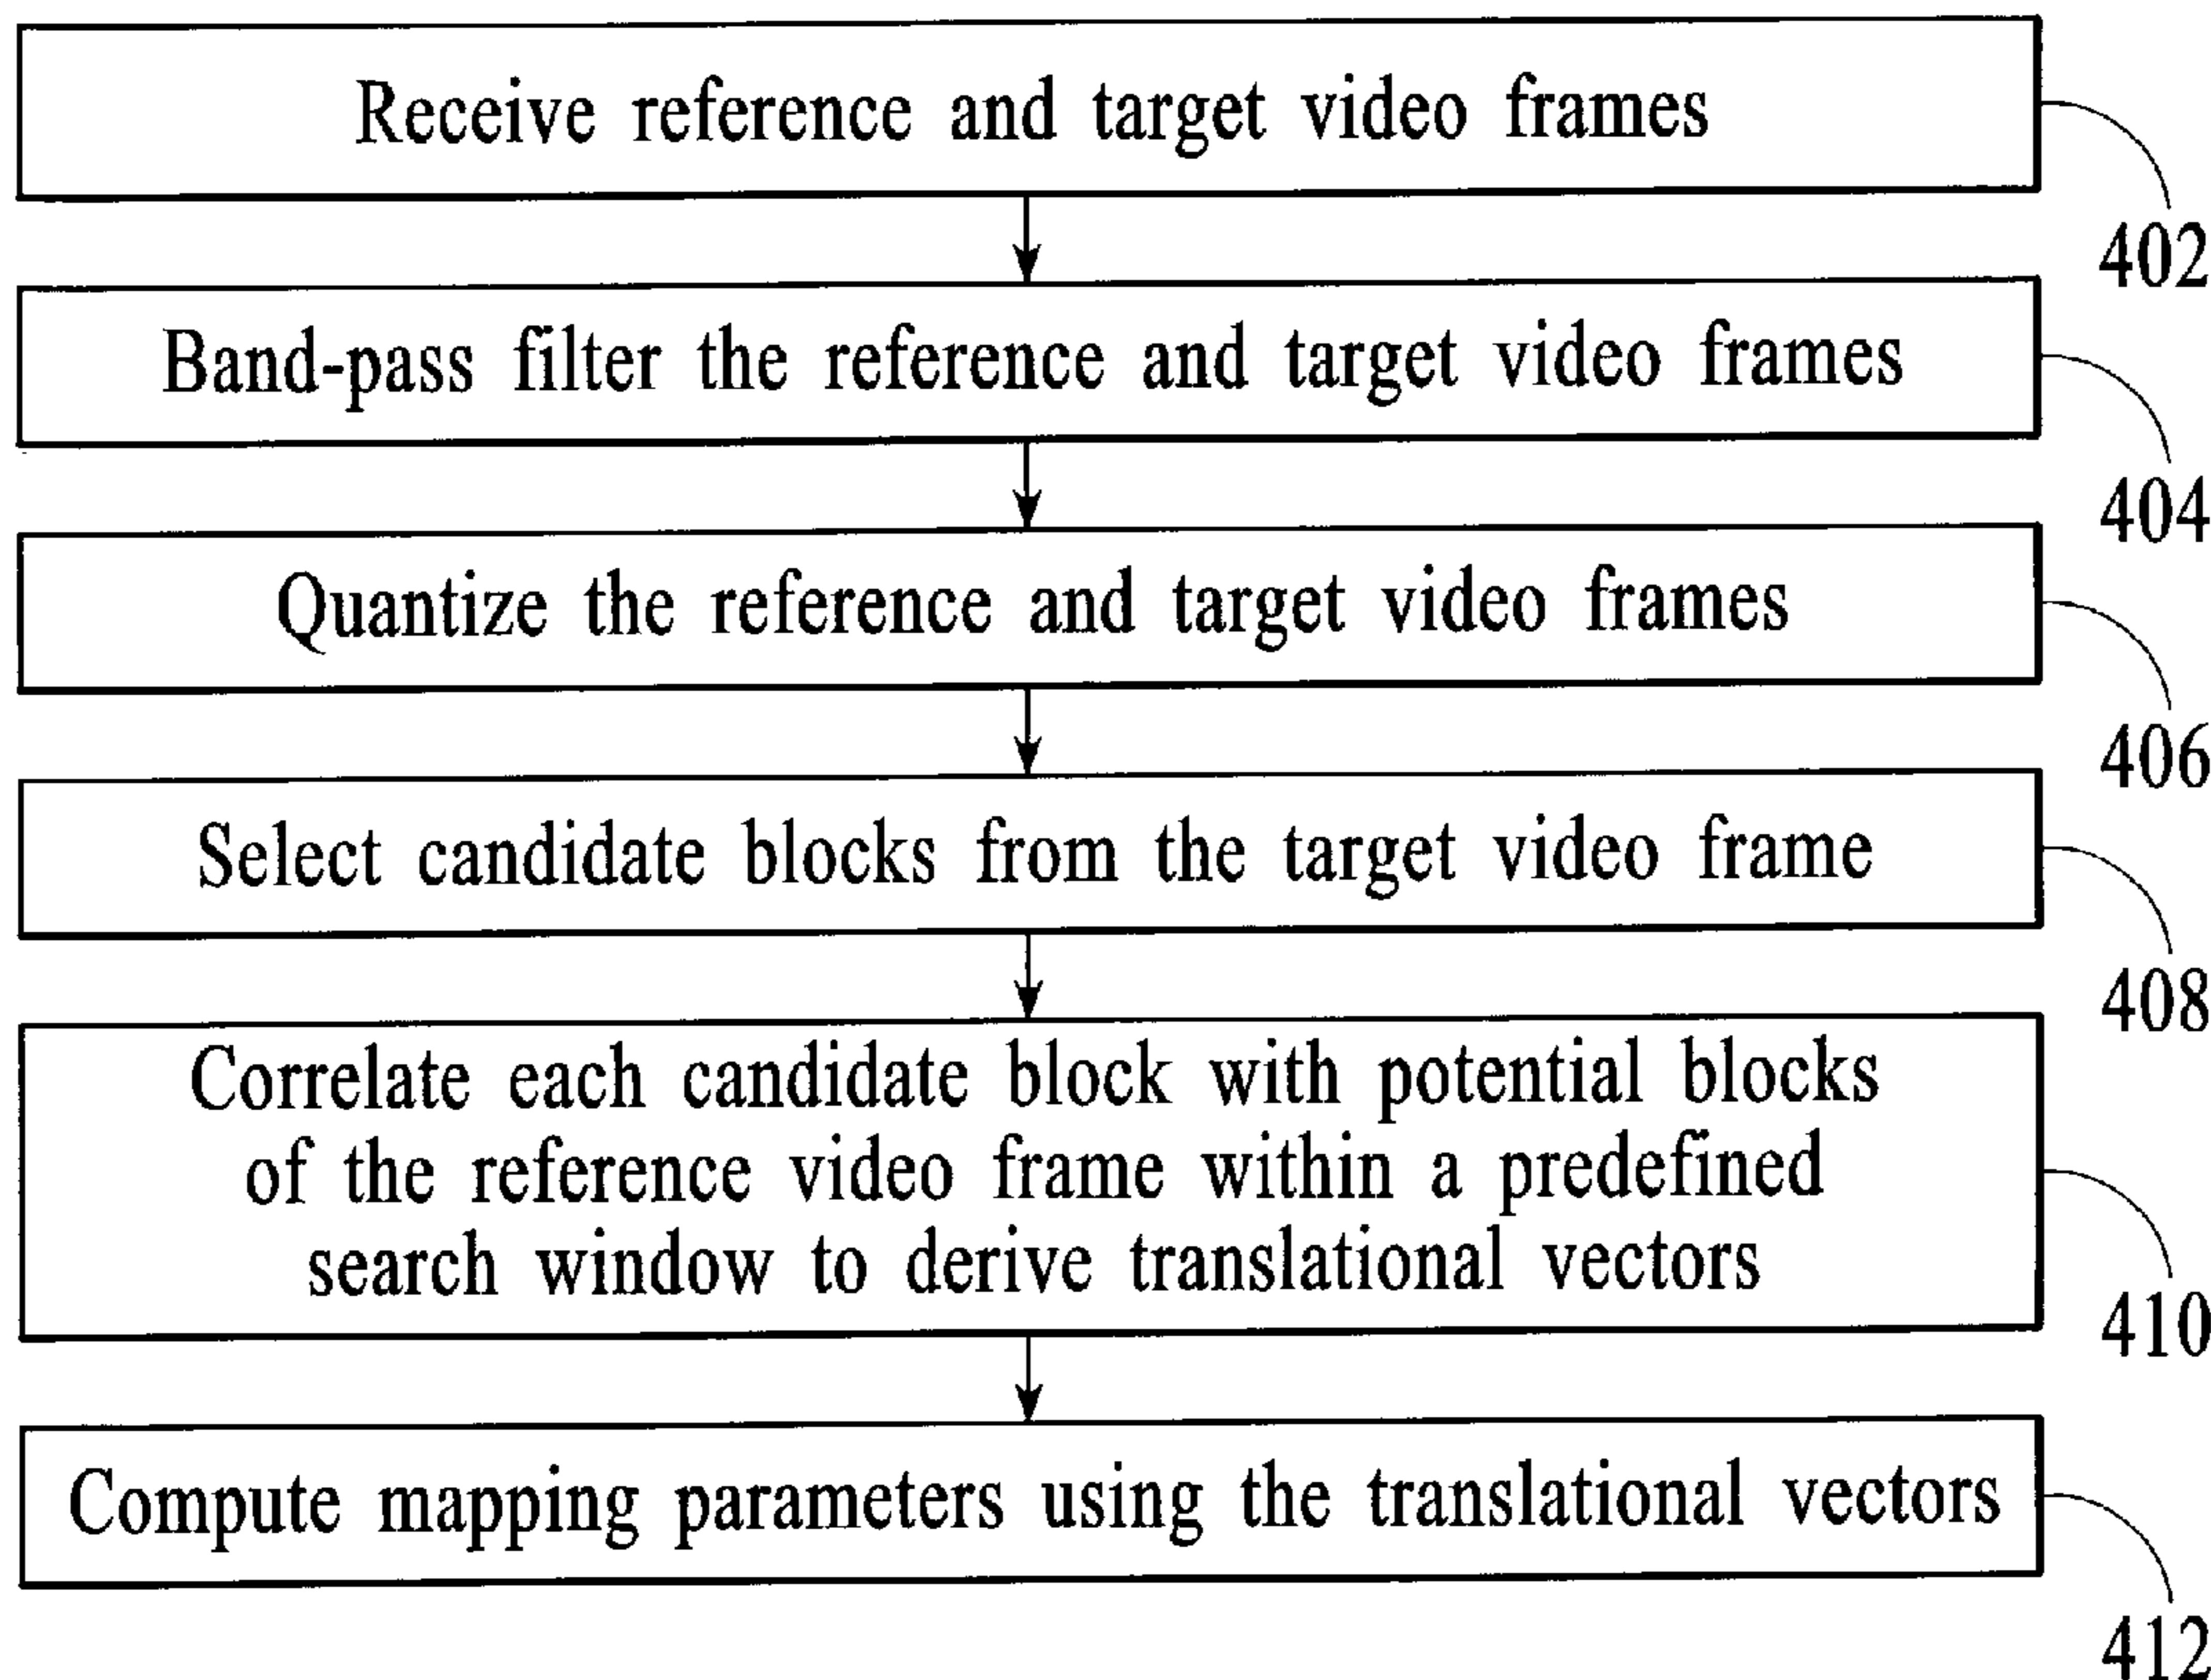 Receive reference and target video frames
402
Band-pass filter the reference and target video frames
404
Quantize the reference and target video frames
406
Select candidate blocks from the target video frame
408
Correlate each candidate block with potential blocks
of the reference video frame within a predefined
search window to derive translational vectors
410
Compute mapping parameters using the translational vectors
412